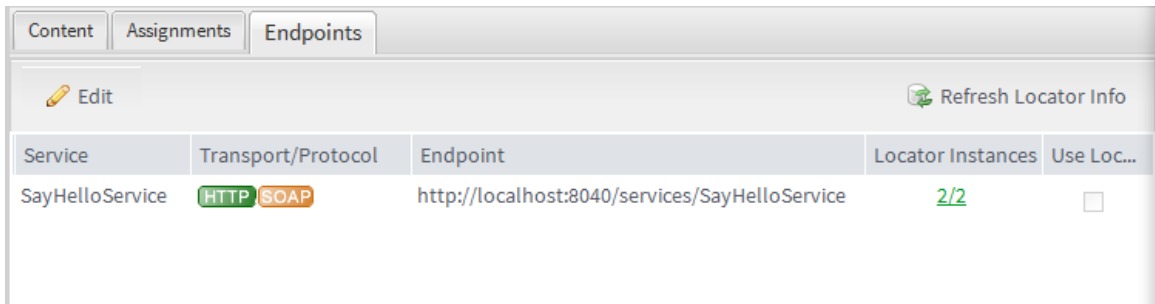 Content Assignments Endpoints
Edit Refresh Locator Info
Service Transport/Protocol Endpoint Locator Instances Use Loc...
SayHelloService HTTP SOAP http://localhost:8040/services/SayHelloService 2/2